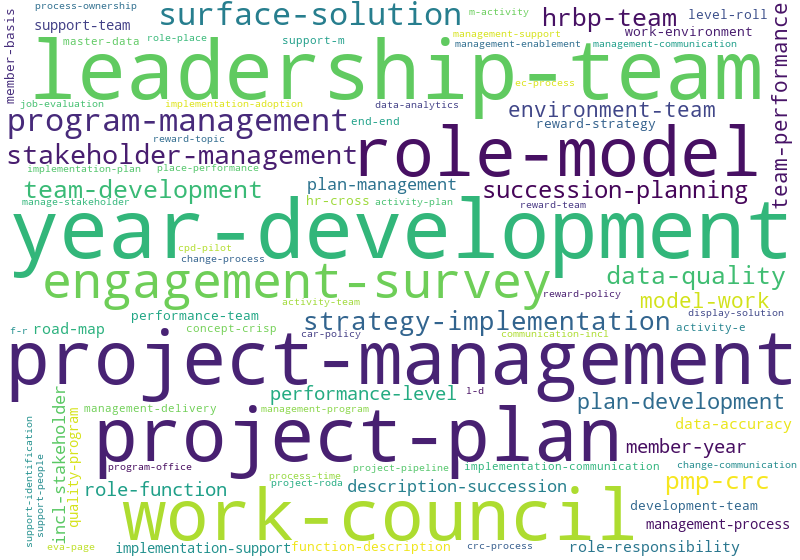 process-ownership
surface-solution
m-activity
hrbp-team
level-roll
support-team
work-environment
master-data
role-place
support-m
management-support
management-enablement
management-communication
member-basis
leadership-team
ec-process
team-performance
job-evaluation
implementation-adoption
data-analytics
environment-team
program-management
end-end
reward-strategy
reward-topic
role-model
stakeholder-management
implementation-plan
place-performance
team-development
plan-management
succession-planning
manage-stakeholder
hr-cross
activity-plan
reward-team
year-development
cpd-pilot
change-process
engagement-survey
data-quality
reward-policy
model-work
activity-team
performance-team
strategy-implementation
display-solution
f-r
road-map
concept-crisp
car-policy
communication-incl
activity-e
project-management
performance-level
l-d
plan-development
incl-stakeholder
management-delivery
management-program
project-plan
quality-program
data-accuracy
support-identification
support-people
member-year
program-office
project-pipeline
implementation-communication
change-communication
process-time
project-roda
role-function
description-succession
pmp-crc
work-council
development-team
management-process
eva-page
implementation-support
function-description
crc-process
role-responsibility